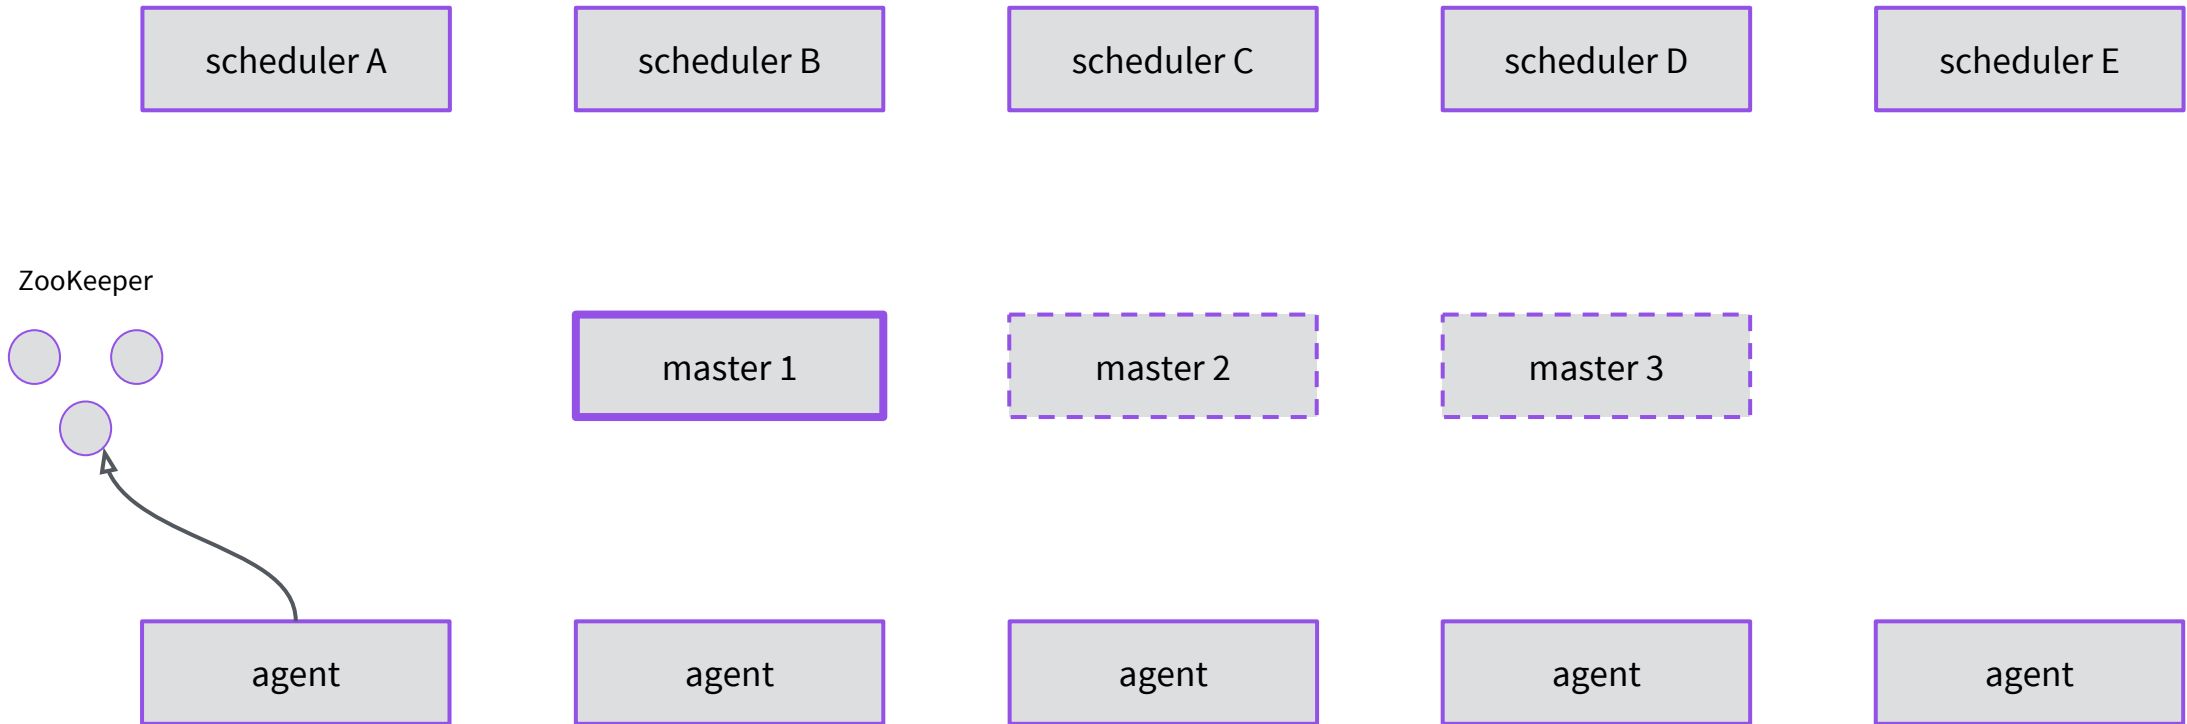 scheduler A
scheduler B
scheduler C
scheduler D
scheduler E
ZooKeeper
master 1
master 2
master 3
agent
agent
agent
agent
agent